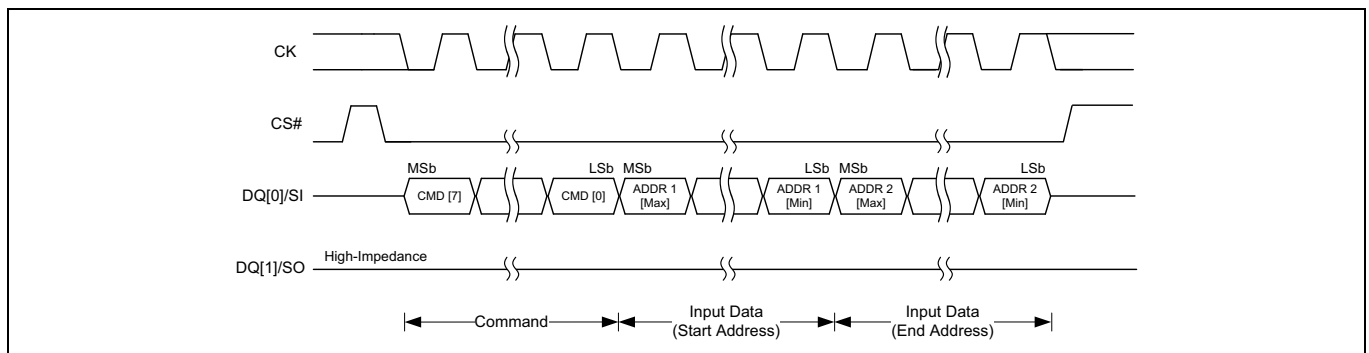 CK
CS#
MSb LSb MSb LSb MSb LSb
DQ[0]/SI CMD [7] CMD [0] ADDR 1 [Max] ADDR 1 [Min] ADDR 2 [Max] ADDR 2 [Min]
DQ[1]/SO High-Impedance
Command
Input Data
(Start Address)
Input Data
(End Address)